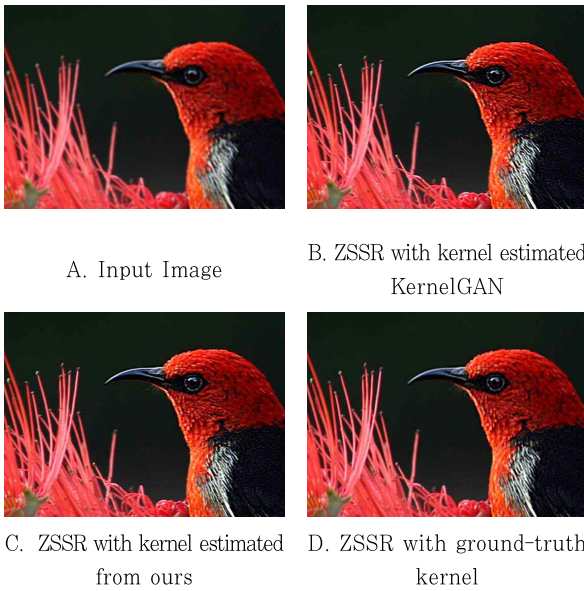 A. Input Image
B. ZSSR with kernel estimated
KernelGAN
C. ZSSR with kernel estimated
from ours
D. ZSSR with ground-truth
kernel